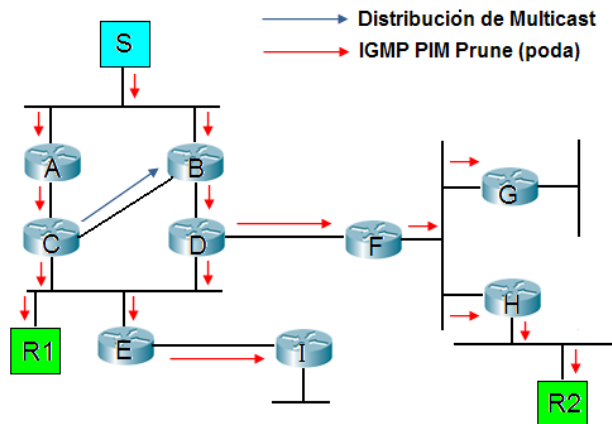 Distribución de Multicast
IGMP PIM Prune (poda)
S
A
B
C
D
F
G
H
R1
E
I
R2